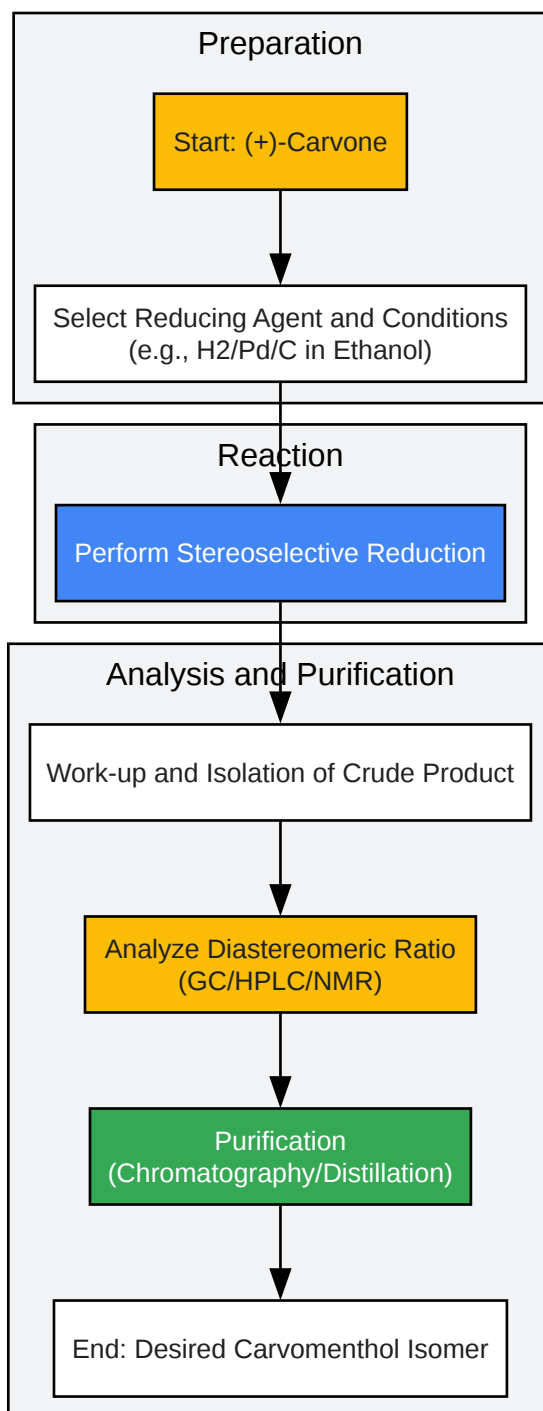 Preparation
Start: (+)-Carvone
Select Reducing Agent and Conditions
(e.g., H2/Pd/C in Ethanol)
Reaction
Perform Stereoselective Reduction
Analysis and Purification
Work-up and Isolation of Crude Product
Analyze Diastereomeric Ratio
(GC/HPLC/NMR)
Purification
(Chromatography/Distillation)
End: Desired Carvomenthol Isomer